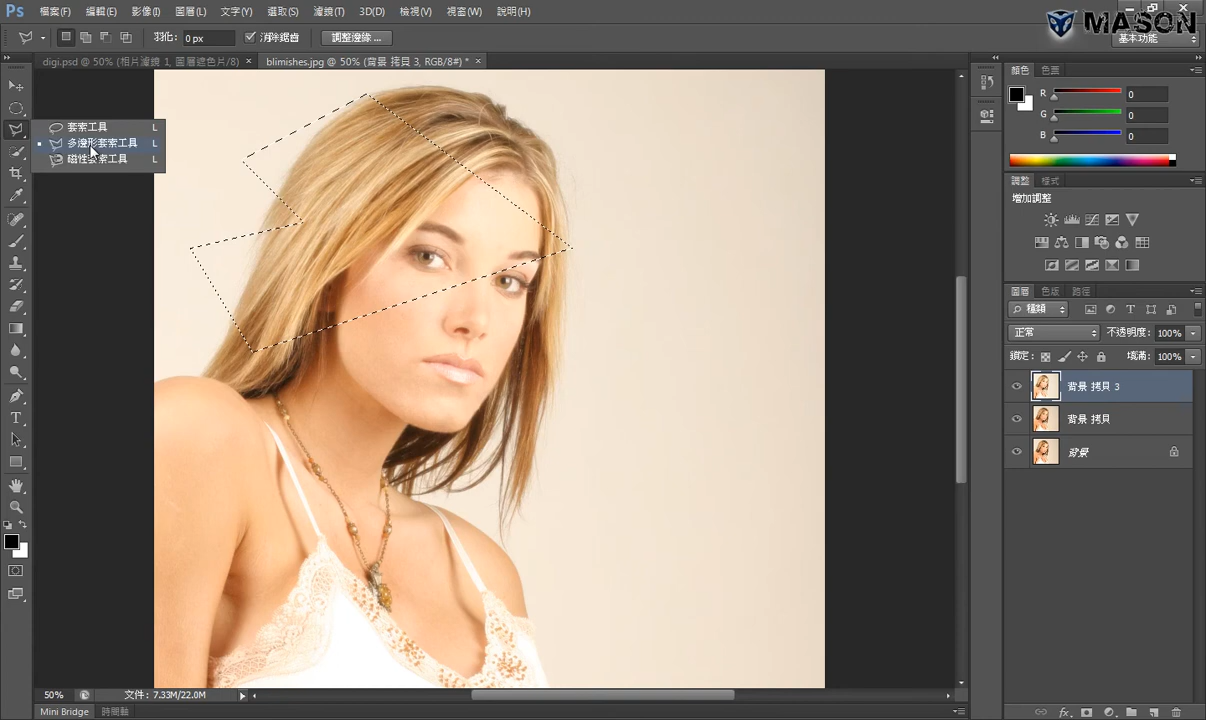 Ps 檔案(F) 編輯(E) 影像(I) 圖層(L) 文字(Y) 選取(S) 濾鏡(T) 3D(D) 檢視(V) 視窗(W) 說明(H)
MASON
羽化: 0 px 消除鋸齒 調整邊緣 ... 基本功能
digi.psd @ 50% (相片濾鏡 1, 圖層遮色片/8) × blimishes.jpg @ 50% (背景 拷貝 3, RGB/8#) * ×
套索工具 L
多邊形套索工具 L
磁性套索工具 L
T
顏色 色票
R 0
G 0
B 0
調整 樣式
增加調整
圖層 色版 路徑
種類 T
正常 不透明度: 100%
鎖定: 填滿: 100%
背景 拷貝 3
背景 拷貝
背景
fx.
50% 文件: 7.33M/22.0M
Mini Bridge 時間軸